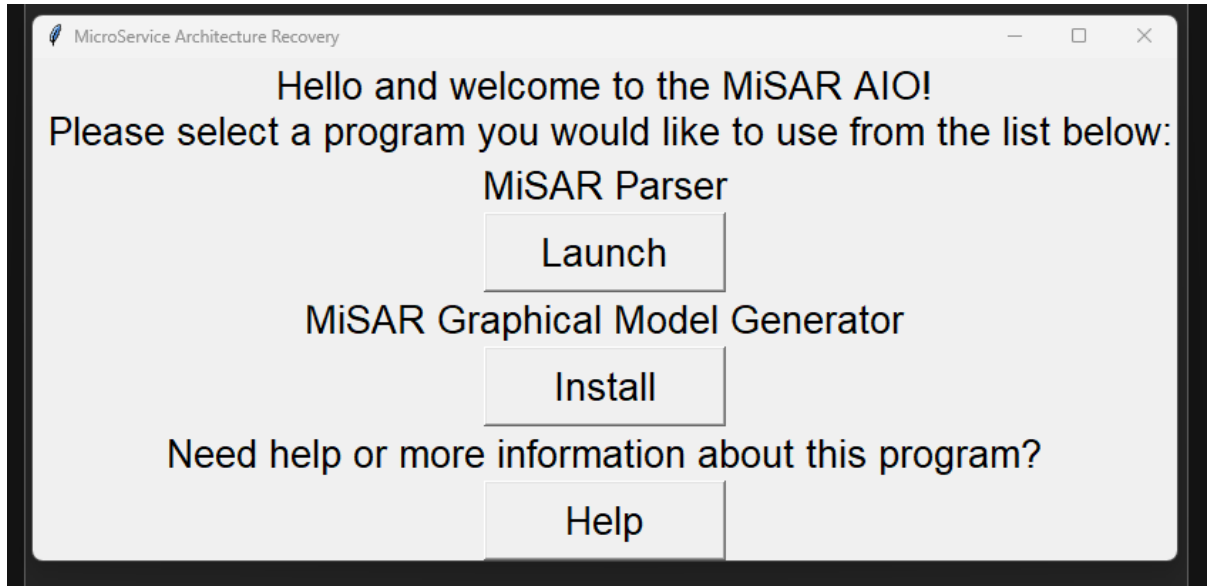 MicroService Architecture Recovery
Hello and welcome to the MiSAR AIO!
Please select a program you would like to use from the list below:
MiSAR Parser
Launch
MiSAR Graphical Model Generator
Install
Need help or more information about this program?
Help